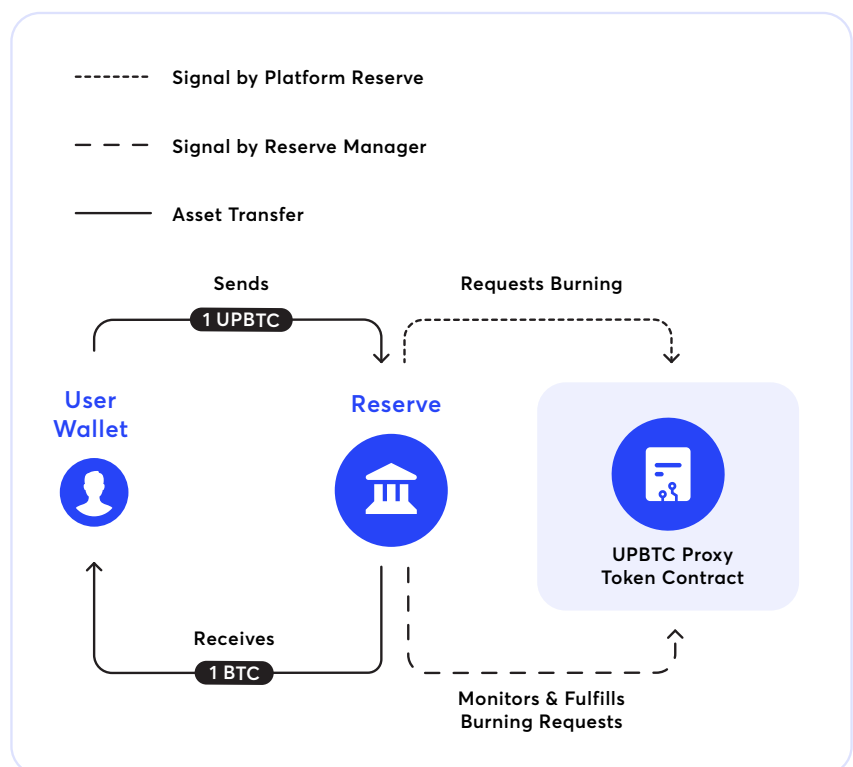 Signal by Platform Reserve
Signal by Reserve Manager
Asset Transfer
Sends
Requests Burning
1 UPBTC
User
Wallet
Reserve
UPBTC Proxy
Token Contract
Receives
1 BTC
Monitors & Fulfills
Burning Requests